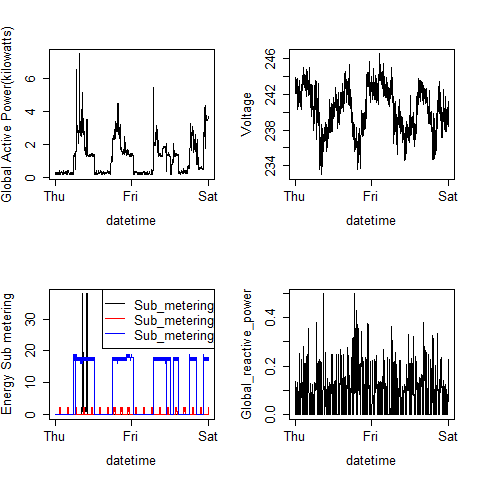 Global Active Power(kilowatts)
0 2 4 6
Thu Fri Sat
datetime
Voltage
234 238 242 246
Thu Fri Sat
datetime
Energy Sub metering
0 10 20 30
Sub_metering
Sub_metering
Sub_metering
Thu Fri Sat
datetime
Global_reactive_power
0.0 0.2 0.4
Thu Fri Sat
datetime